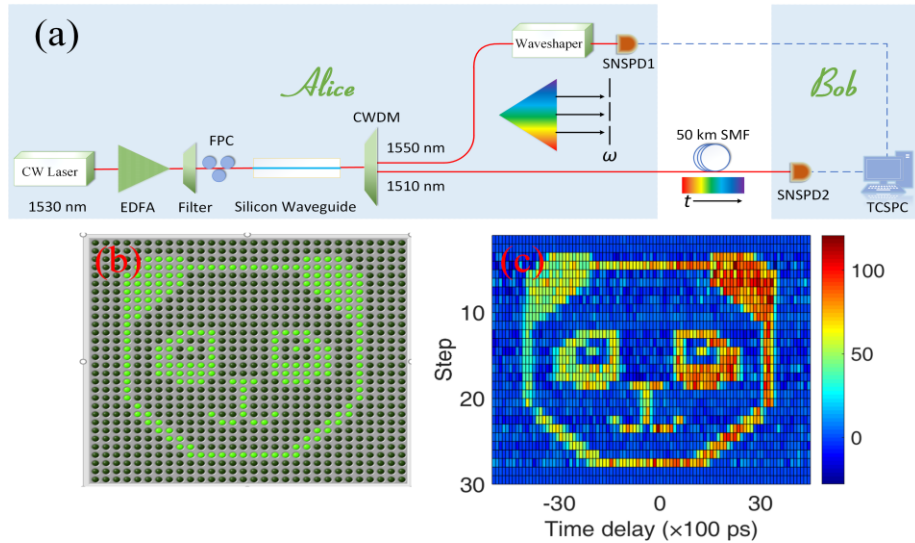 (a)
Alice
Bob
Waveshaper
SNSPD1
CWDM
FPC
1550 nm
1510 nm
ω
50 km SMF
t
CW Laser
1530 nm
EDFA
Filter
Silicon Waveguide
SNSPD2
TCSPC
(b)
(c)
Step
10
20
30
-30
0
30
Time delay (×100 ps)
100
50
0